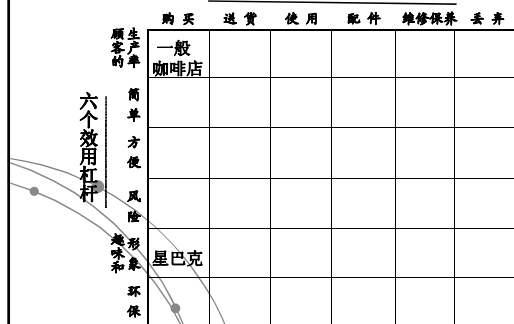 购买 送货 使用 配件 维修保养 丢弃
六个效用杠杆
顾客的
生产率
一般
咖啡店
简单
方便
风险
趣味和
形象
星巴克
环保